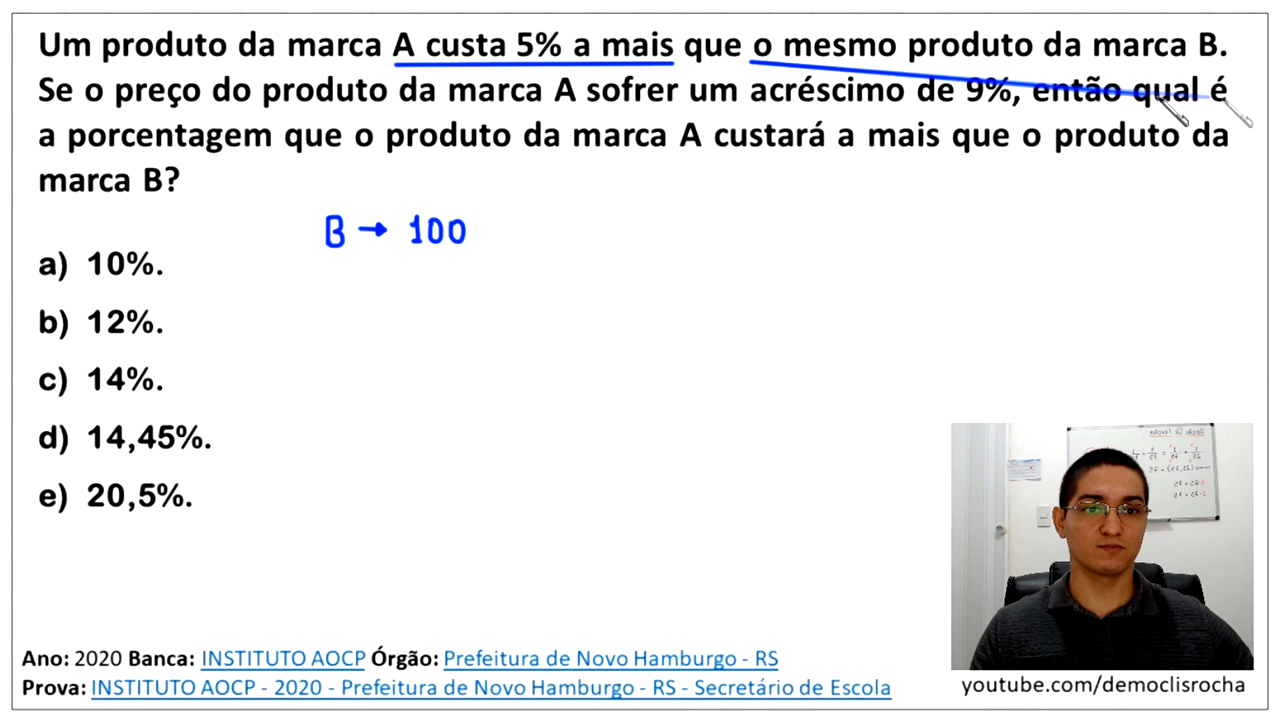 Um produto da marca A custa 5% a mais que o mesmo produto da marca B.
Se o preço do produto da marca A sofrer um acréscimo de 9%, então qual é
a porcentagem que o produto da marca A custará a mais que o produto da
marca B?
B → 100
a) 10%.
b) 12%.
c) 14%.
d) 14,45%.
e) 20,5%.
Ano: 2020 Banca: INSTITUTO AOCP Órgão: Prefeitura de Novo Hamburgo - RS
Prova: INSTITUTO AOCP - 2020 - Prefeitura de Novo Hamburgo - RS - Secretário de Escola
youtube.com/democlisrocha